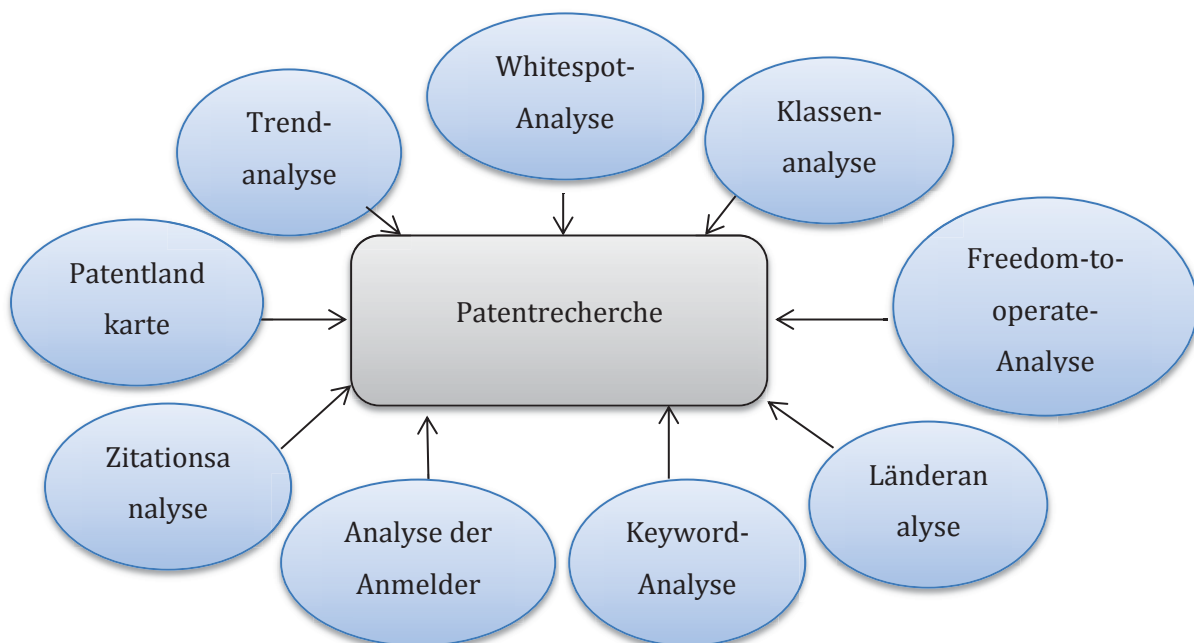 Whitespot-
Analyse
Trend-
analyse
Klassen-
analyse
Patentland
karte
Patentrecherche
Freedom-to-
operate-
Analyse
Zitationsa
nalyse
Analyse der
Anmelder
Keyword-
Analyse
Länderan
alyse